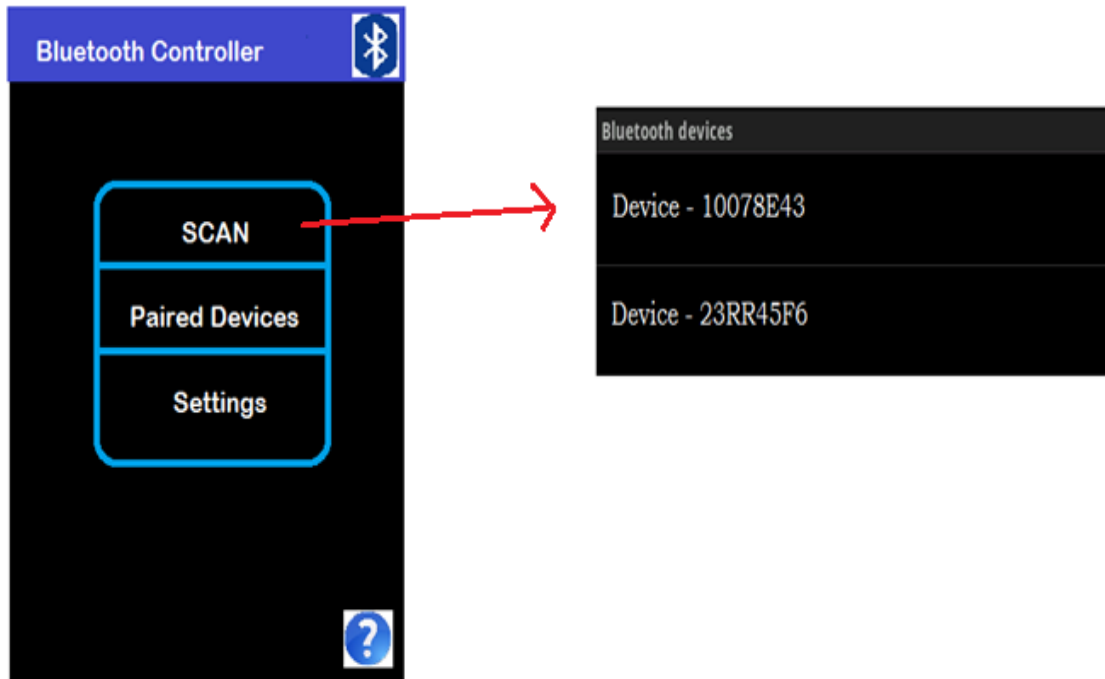 Bluetooth Controller
SCAN
Paired Devices
Settings
?
Bluetooth devices
Device - 10078E43
Device - 23RR45F6